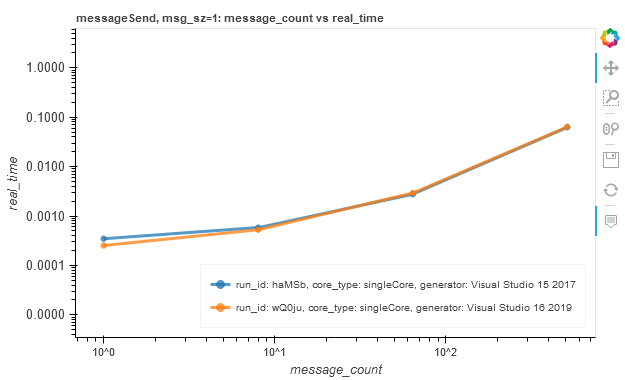 messageSend, msg_sz=1: message_count vs real_time
1.0000
0.1000
0.0100
0.0010
0.0001
0.0000
real_time
run_id: haMSb, core_type: singleCore, generator: Visual Studio 15 2017
run_id: wQ0ju, core_type: singleCore, generator: Visual Studio 16 2019
10^0 10^1 10^2
message_count